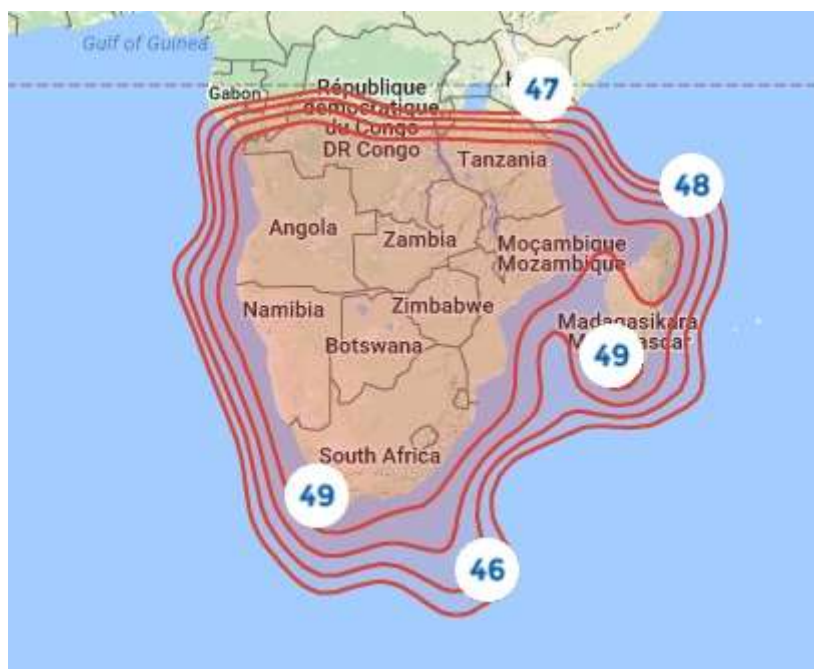 Gulf of Guinea
47
Gabon
République
démocratique
du Congo
DR Congo
Tanzania
48
Angola
Zambia
Moçambique
Mozambique
Namibia
Zimbabwe
Madagasikara
Botswana
49
South Africa
49
46